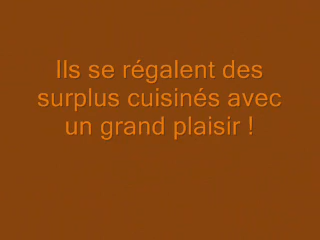 Ils se régalent des
surplus cuisinés avec
un grand plaisir !